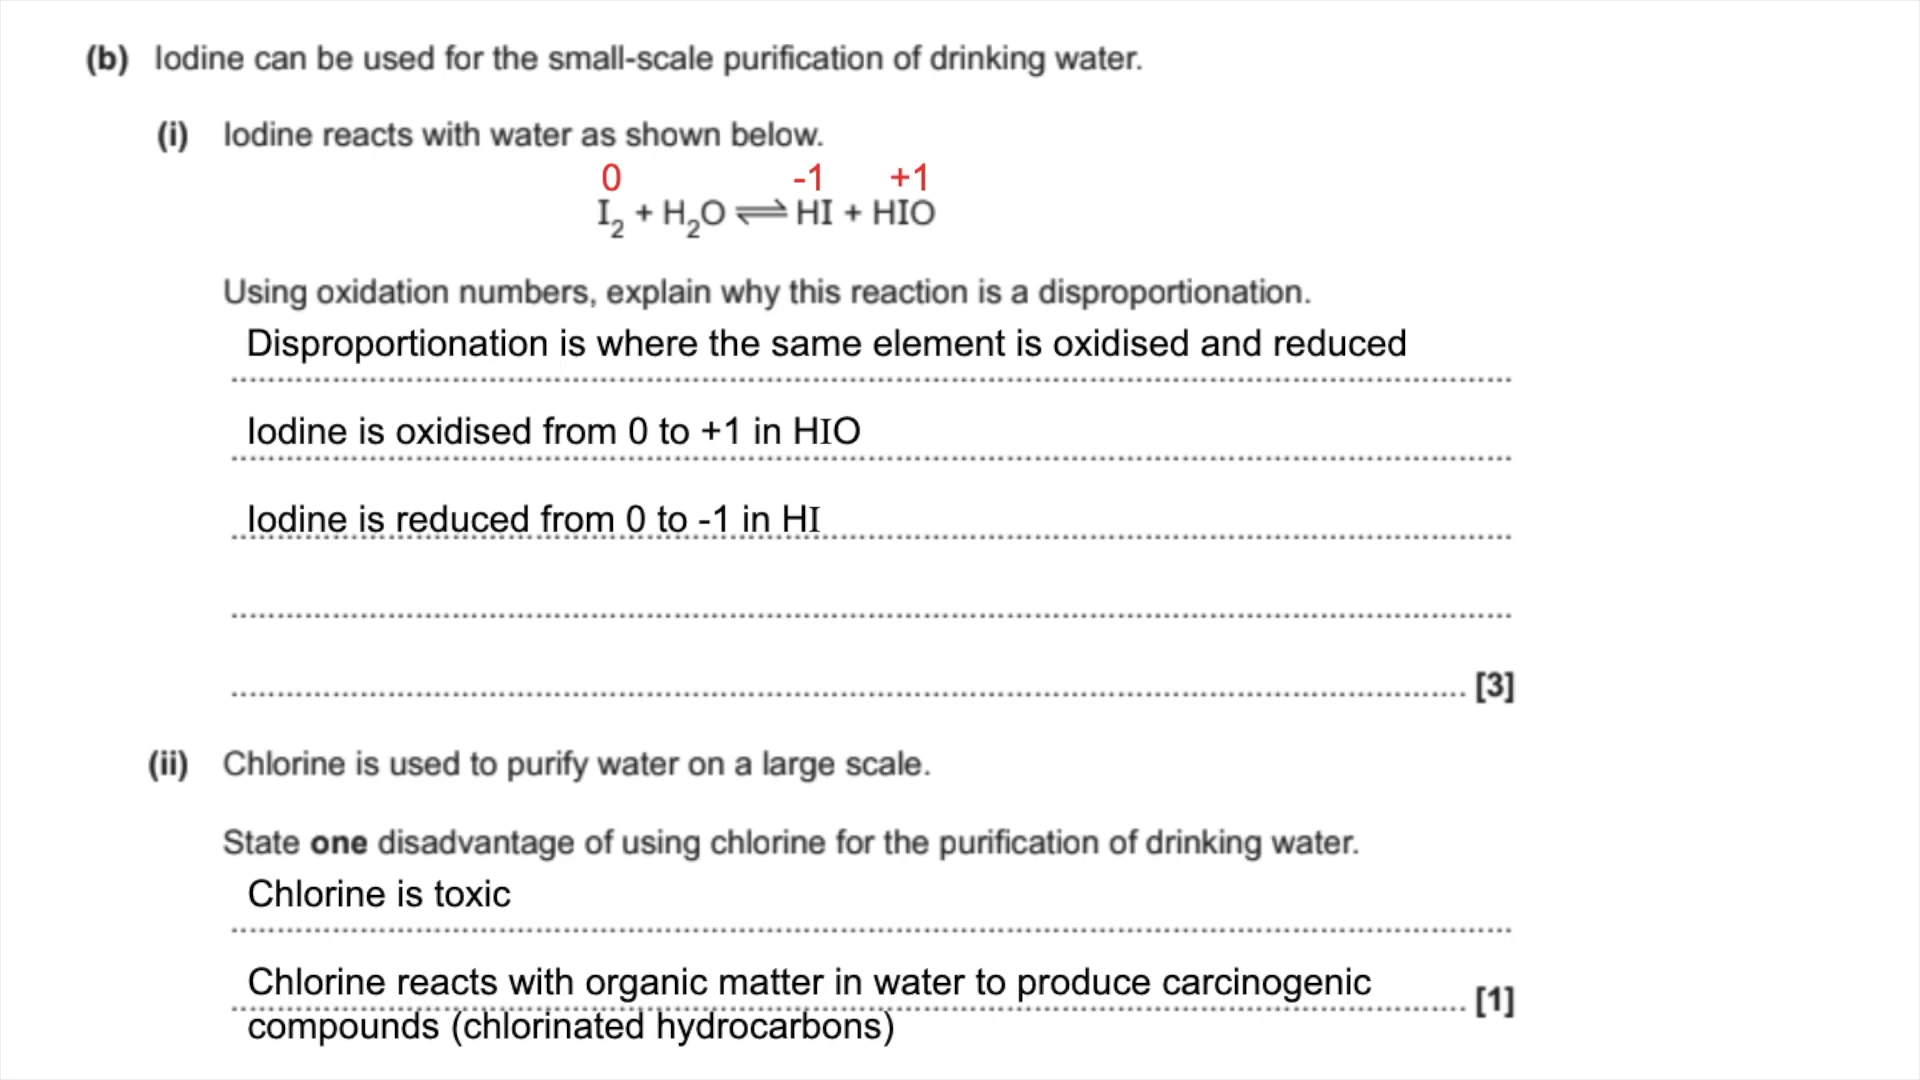 (b) Iodine can be used for the small-scale purification of drinking water.
(i) Iodine reacts with water as shown below.
0 -1 +1
I2 + H2O ⇌ HI + HIO
Using oxidation numbers, explain why this reaction is a disproportionation.
Disproportionation is where the same element is oxidised and reduced
Iodine is oxidised from 0 to +1 in HIO
Iodine is reduced from 0 to -1 in HI
[3]
(ii) Chlorine is used to purify water on a large scale.
State one disadvantage of using chlorine for the purification of drinking water.
Chlorine is toxic
Chlorine reacts with organic matter in water to produce carcinogenic
[1]
compounds (chlorinated hydrocarbons)